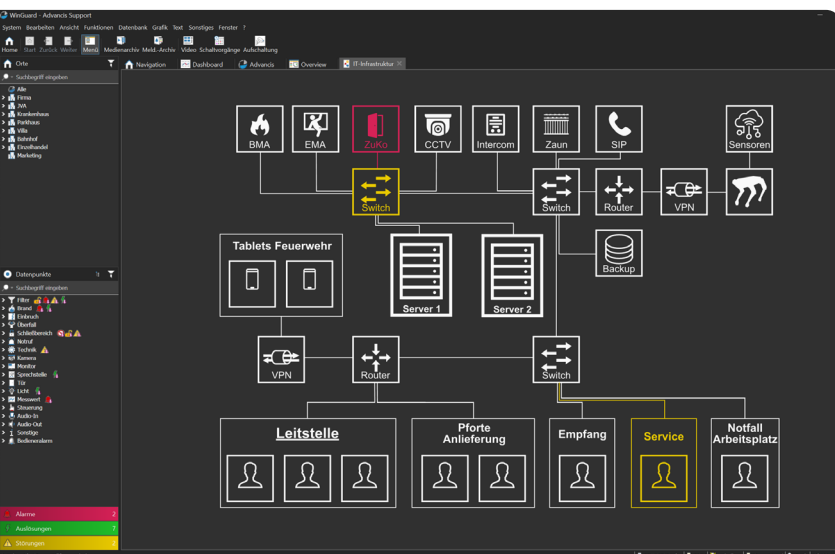 WinGuard - Advancis Support
System Bearbeiten Ansicht Funktionen Datenbank Grafik Text Sonstiges Fenster ?
Home Start Zurück Weiter Menü Medienarchiv Meld.-Archiv Video Schaltvorgänge Aufschaltung
Orte
Navigation Dashboard Advancis Overview IT-Infrastruktur
Suchbegriff eingeben
Alle
Firma
JVA
Krankenhaus
Parkhaus
Villa
Bahnhof
Einzelhandel
Marketing
BMA EMA ZuKo CCTV Intercom Zaun SIP Sensoren
Switch Switch Router VPN
Tablets Feuerwehr
Server 1 Server 2
Backup
Datenpunkte
Suchbegriff eingeben
Filter
Brand
Einbruch
Überfall
Schließbereich
Notruf
Technik
Kamera
Monitor
Sprechstelle
Tür
Licht
Messwert
Steuerung
Audio-In
Audio-Out
Sonstige
Bedieneralarm
VPN Router Switch
Leitstelle
Pforte
Anlieferung
Empfang
Service
Notfall
Arbeitsplatz
Alarme 2
Auslösungen 7
Störungen